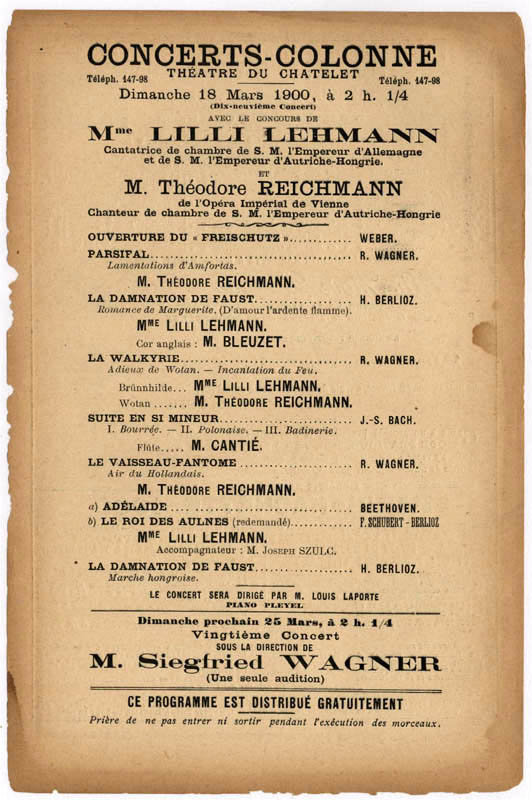 CONCERTS-COLONNE
THÉATRE DU CHATELET
Téléph. 147-98 Téléph. 147-98
Dimanche 18 Mars 1900, à 2 h. 1/4
(Dix-neuvième Concert)
AVEC LE CONCOURS DE
Mme LILLI LEHMANN
Cantatrice de chambre de S. M. l'Empereur d'Allemagne
et de S. M. l'Empereur d'Autriche-Hongrie.
ET
M. Théodore REICHMANN
de l'Opéra Impérial de Vienne
Chanteur de chambre de S. M. l'Empereur d'Autriche-Hongrie
OUVERTURE DU « FREISCHUTZ »............ WEBER.
PARSIFAL....................................... R. WAGNER.
Lamentations d'Amfortas.
M. THÉODORE REICHMANN.
LA DAMNATION DE FAUST................... H. BERLIOZ.
Romance de Marguerite. (D'amour l'ardente flamme).
MME LILLI LEHMANN.
Cor anglais : M. BLEUZET.
LA WALKYRIE................................. R. WAGNER.
Adieux de Wotan. — Incantation du Feu.
Brünnhilde... MME LILLI LEHMANN.
Wotan ....... M. THÉODORE REICHMANN.
SUITE EN SI MINEUR......................... J.-S. BACH.
I. Bourrée. — II. Polonaise. — III. Badinerie.
Flûte..... M. CANTIÉ.
LE VAISSEAU-FANTOME ..................... R. WAGNER.
Air du Hollandais.
M. THÉODORE REICHMANN.
a) ADÉLAIDE .... ............................ BEETHOVEN.
b) LE ROI DES AULNES (redemandé)............ F. SCHUBERT-BERLIOZ
MME LILLI LEHMANN.
Accompagnateur : M. JOSEPH SZULC.
LA DAMNATION DE FAUST................... H. BERLIOZ.
Marche hongroise.
LE CONCERT SERA DIRIGÉ PAR M. LOUIS LAPORTE
PIANO PLEYEL
Dimanche prochain 25 Mars, à 2 h. 1/4
Vingtième Concert
SOUS LA DIRECTION DE
M. Siegfried WAGNER
(Une seule audition)
CE PROGRAMME EST DISTRIBUÉ GRATUITEMENT
Prière de ne pas entrer ni sortir pendant l'exécution des morceaux.